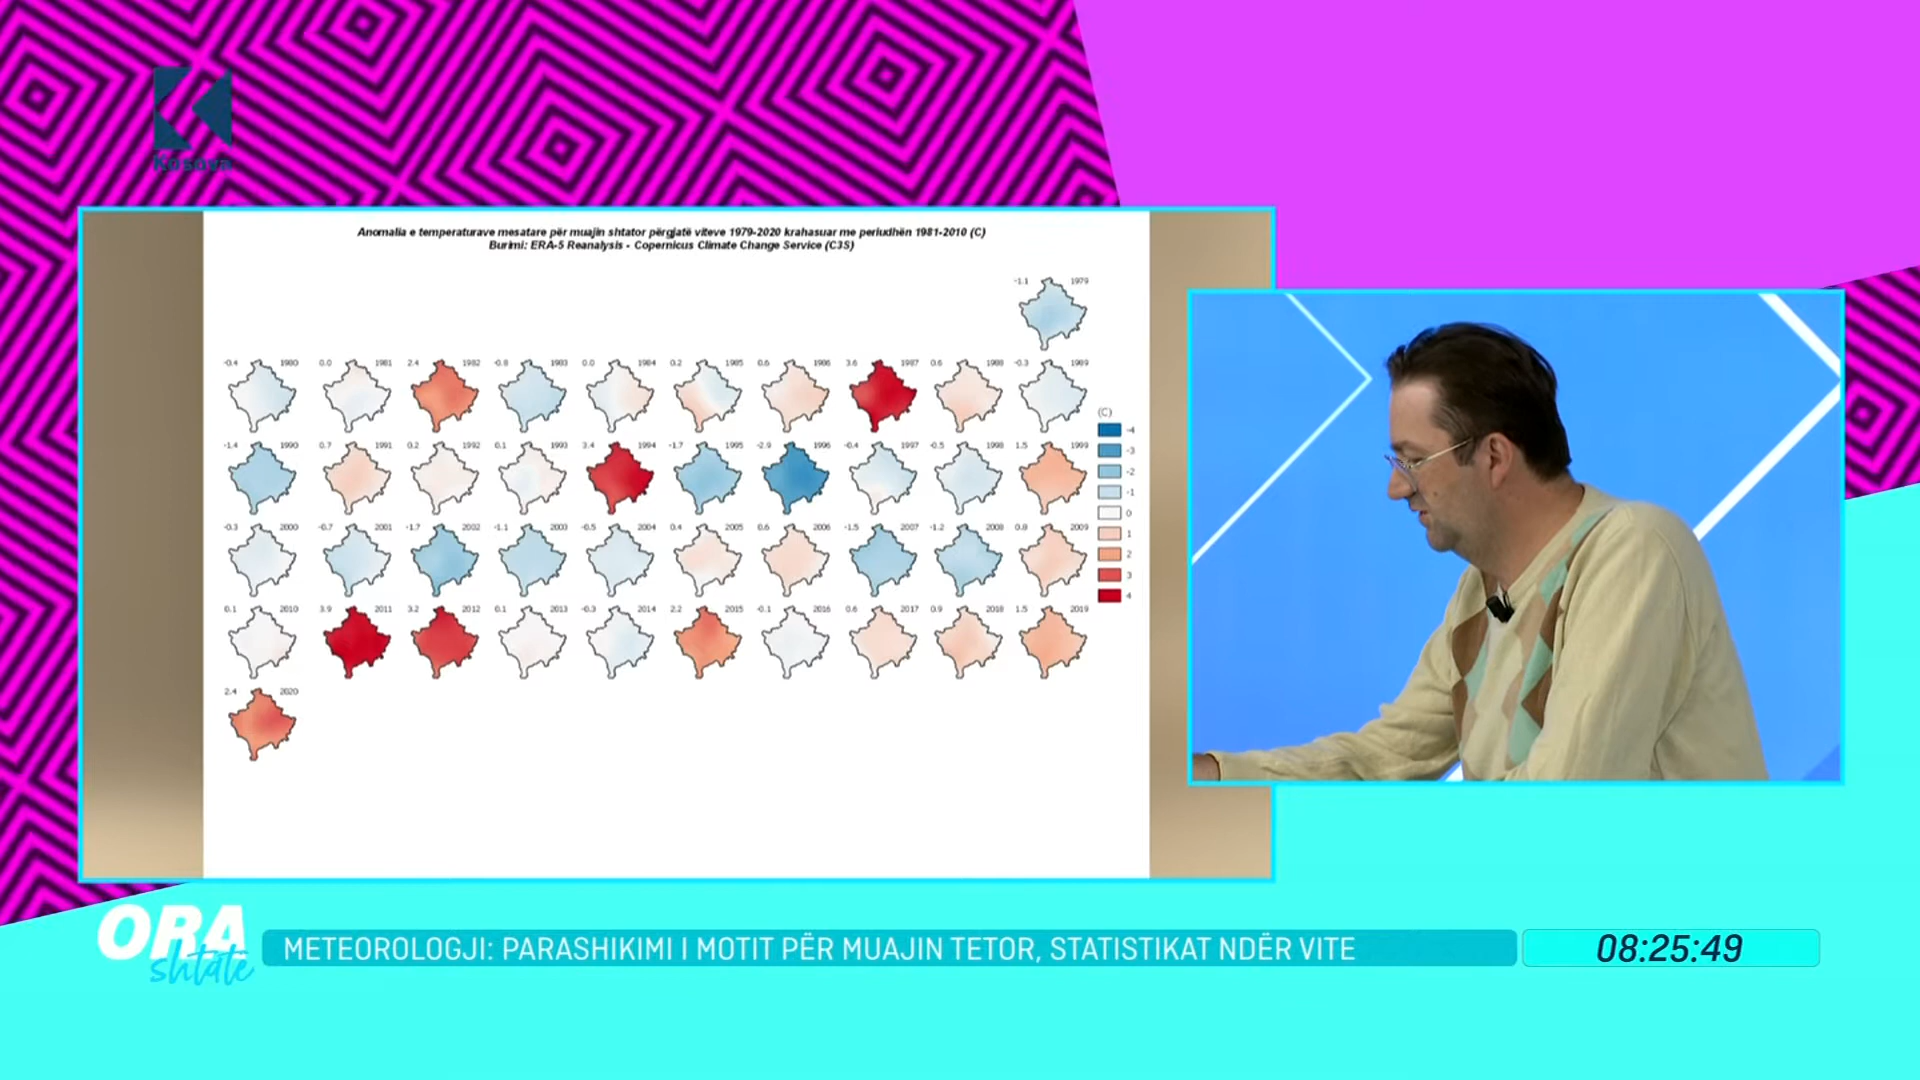 Kosova
Anomalia e temperaturave mesatare për muajin shtator përgjatë viteve 1979-2020 krahasuar me periudhën 1981-2010 (C)
Burimi: ERA-5 Reanalysis - Copernicus Climate Change Service (C3S)
-1.1 1979
-0.4 1980 0.0 1981 2.4 1982 -0.8 1983 0.0 1984 0.2 1985 0.6 1986 3.6 1987 0.6 1988 -0.3 1989
-1.4 1990 0.7 1991 0.2 1992 0.1 1993 3.4 1994 -1.7 1995 -2.9 1996 -0.4 1997 -0.5 1998 1.5 1999
-0.3 2000 -0.7 2001 -1.7 2002 -1.1 2003 -0.5 2004 0.4 2005 0.6 2006 -1.5 2007 -1.2 2008 0.8 2009
0.1 2010 3.9 2011 3.2 2012 0.1 2013 -0.3 2014 2.2 2015 -0.1 2016 0.6 2017 0.9 2018 1.5 2019
2.4 2020
(C)
-4
-3
-2
-1
0
1
2
3
4
ORA
shtatë
METEOROLOGJI: PARASHIKIMI I MOTIT PËR MUAJIN TETOR, STATISTIKAT NDËR VITE
08:25:49